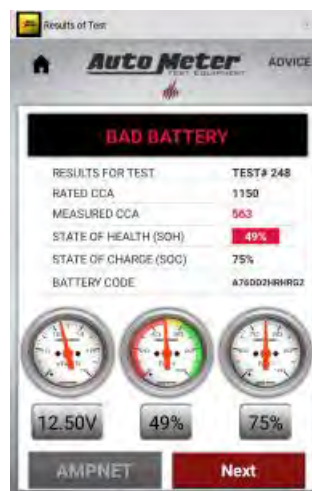 Results of Test
Auto Meter
TEST EQUIPMENT
ADVICE
BAD BATTERY
RESULTS FOR TEST TEST# 248
RATED CCA 1150
MEASURED CCA 563
STATE OF HEALTH (SOH) 49%
STATE OF CHARGE (SOC) 75%
BATTERY CODE
12.50V 49% 75%
AMPNET Next